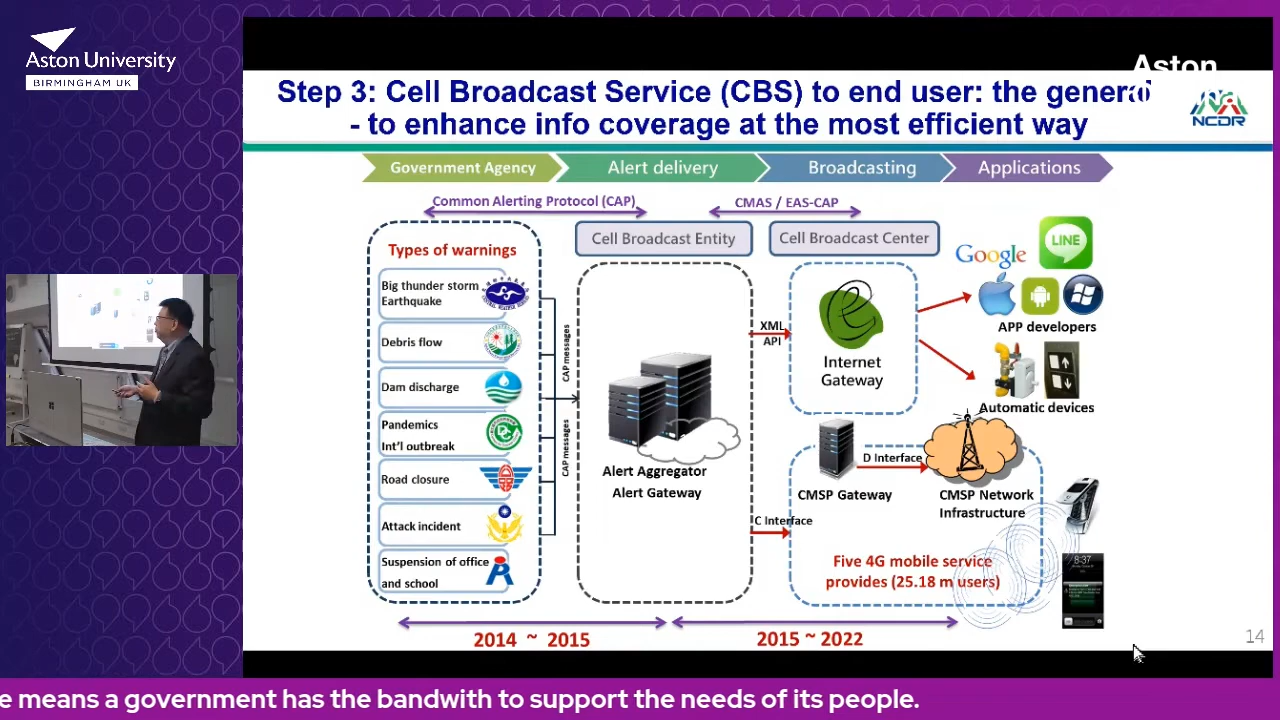 Aston University
BIRMINGHAM UK
Aston
Step 3: Cell Broadcast Service (CBS) to end user: the general
- to enhance info coverage at the most efficient way
NCDR
Government Agency
Alert delivery
Broadcasting
Applications
Common Alerting Protocol (CAP)
CMAS / EAS-CAP
Types of warnings
Cell Broadcast Entity
Cell Broadcast Center
Google
LINE
Big thunder storm
Earthquake
Debris flow
Dam discharge
Pandemics
Int'l outbreak
Road closure
Attack incident
Suspension of office
and school
CAP messages
CAP messages
Alert Aggregator
Alert Gateway
XML
API
Internet
Gateway
APP developers
Automatic devices
D Interface
CMSP Gateway
CMSP Network
Infrastructure
C Interface
Five 4G mobile service
provides (25.18 m users)
8:37
2014 ~ 2015
2015 ~ 2022
14
e means a government has the bandwith to support the needs of its people.